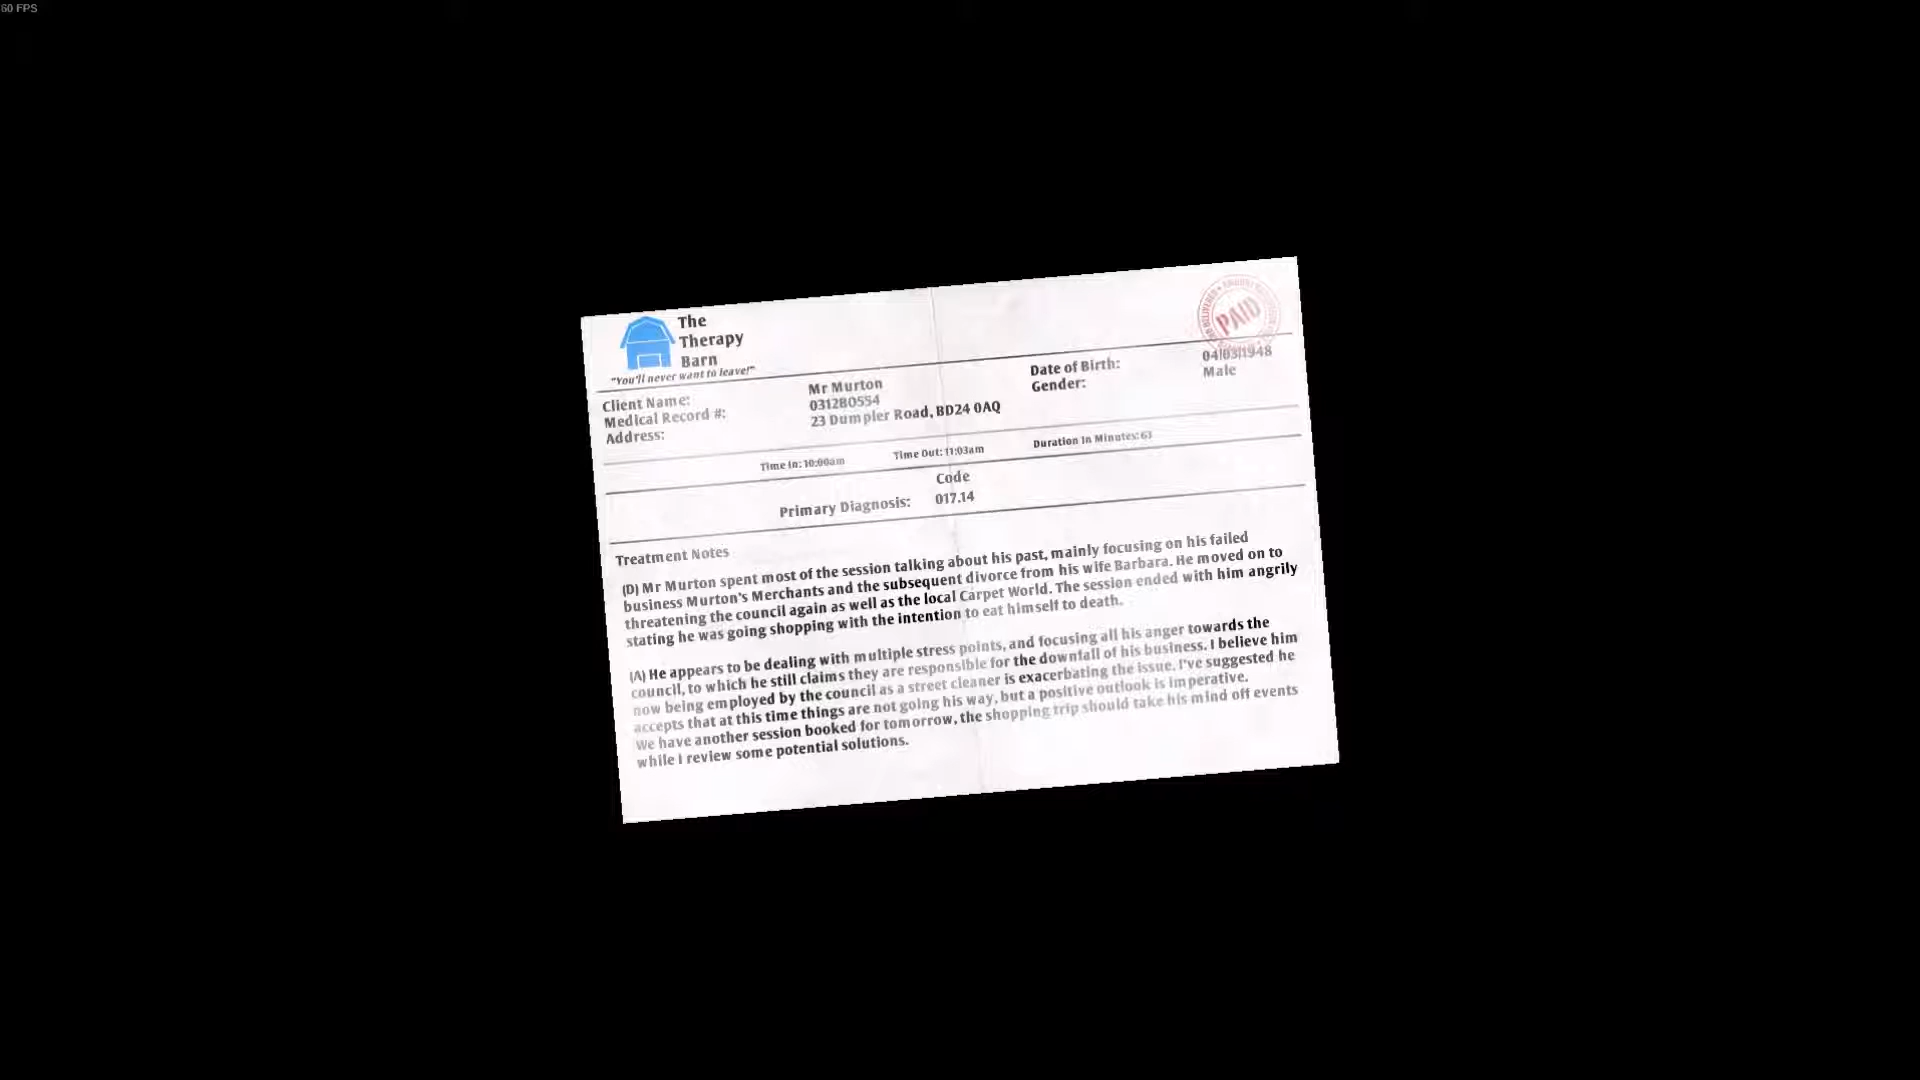 60 FPS
The
Therapy
Barn
"You'll never want to leave!"
PAID
Client Name: Mr Murton Date of Birth: 04/03/1948
Medical Record #: 0312B0554 Gender: Male
Address: 23 Dumpler Road, BD24 0AQ
Time In: 10:00am Time Out: 11:03am Duration In Minutes: 63
Code
Primary Diagnosis: 017.14
Treatment Notes
(D) Mr Murton spent most of the session talking about his past, mainly focusing on his failed
business Murton's Merchants and the subsequent divorce from his wife Barbara. He moved on to
threatening the council again as well as the local Carpet World. The session ended with him angrily
stating he was going shopping with the intention to eat himself to death.
(A) He appears to be dealing with multiple stress points, and focusing all his anger towards the
council, to which he still claims they are responsible for the downfall of his business. I believe him
now being employed by the council as a street cleaner is exacerbating the issue. I've suggested he
accepts that at this time things are not going his way, but a positive outlook is imperative.
We have another session booked for tomorrow, the shopping trip should take his mind off events
while I review some potential solutions.